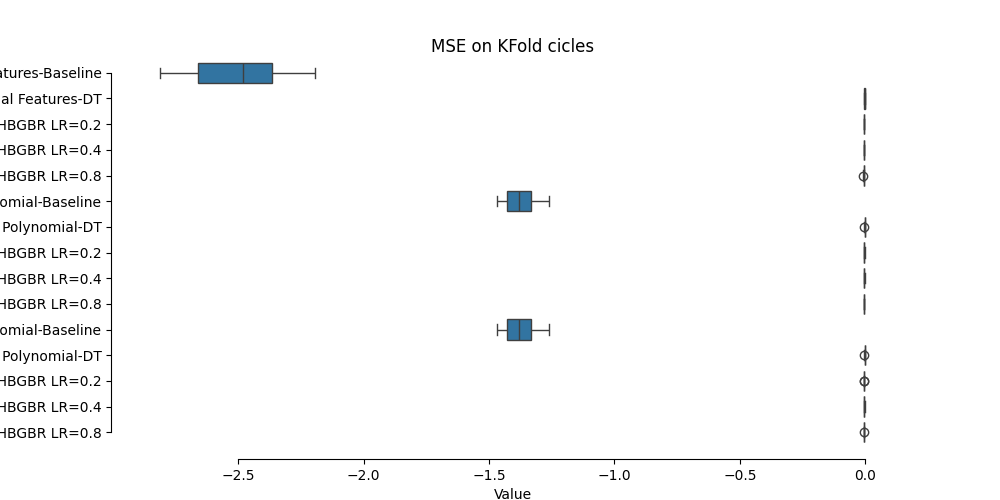 MSE on KFold cicles
atures-Baseline
al Features-DT
HBGBR LR=0.2
HBGBR LR=0.4
HBGBR LR=0.8
omial-Baseline
Polynomial-DT
HBGBR LR=0.2
HBGBR LR=0.4
HBGBR LR=0.8
omial-Baseline
Polynomial-DT
HBGBR LR=0.2
HBGBR LR=0.4
HBGBR LR=0.8
−2.5 −2.0 −1.5 −1.0 −0.5 0.0
Value